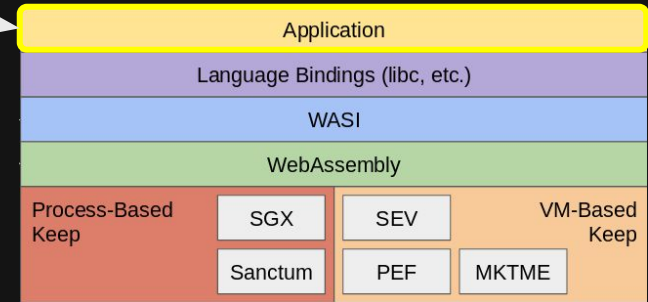 Application
Language Bindings (libc, etc.)
WASI
WebAssembly
Process-Based
Keep
SGX
Sanctum
SEV
PEF
MKTME
VM-Based
Keep